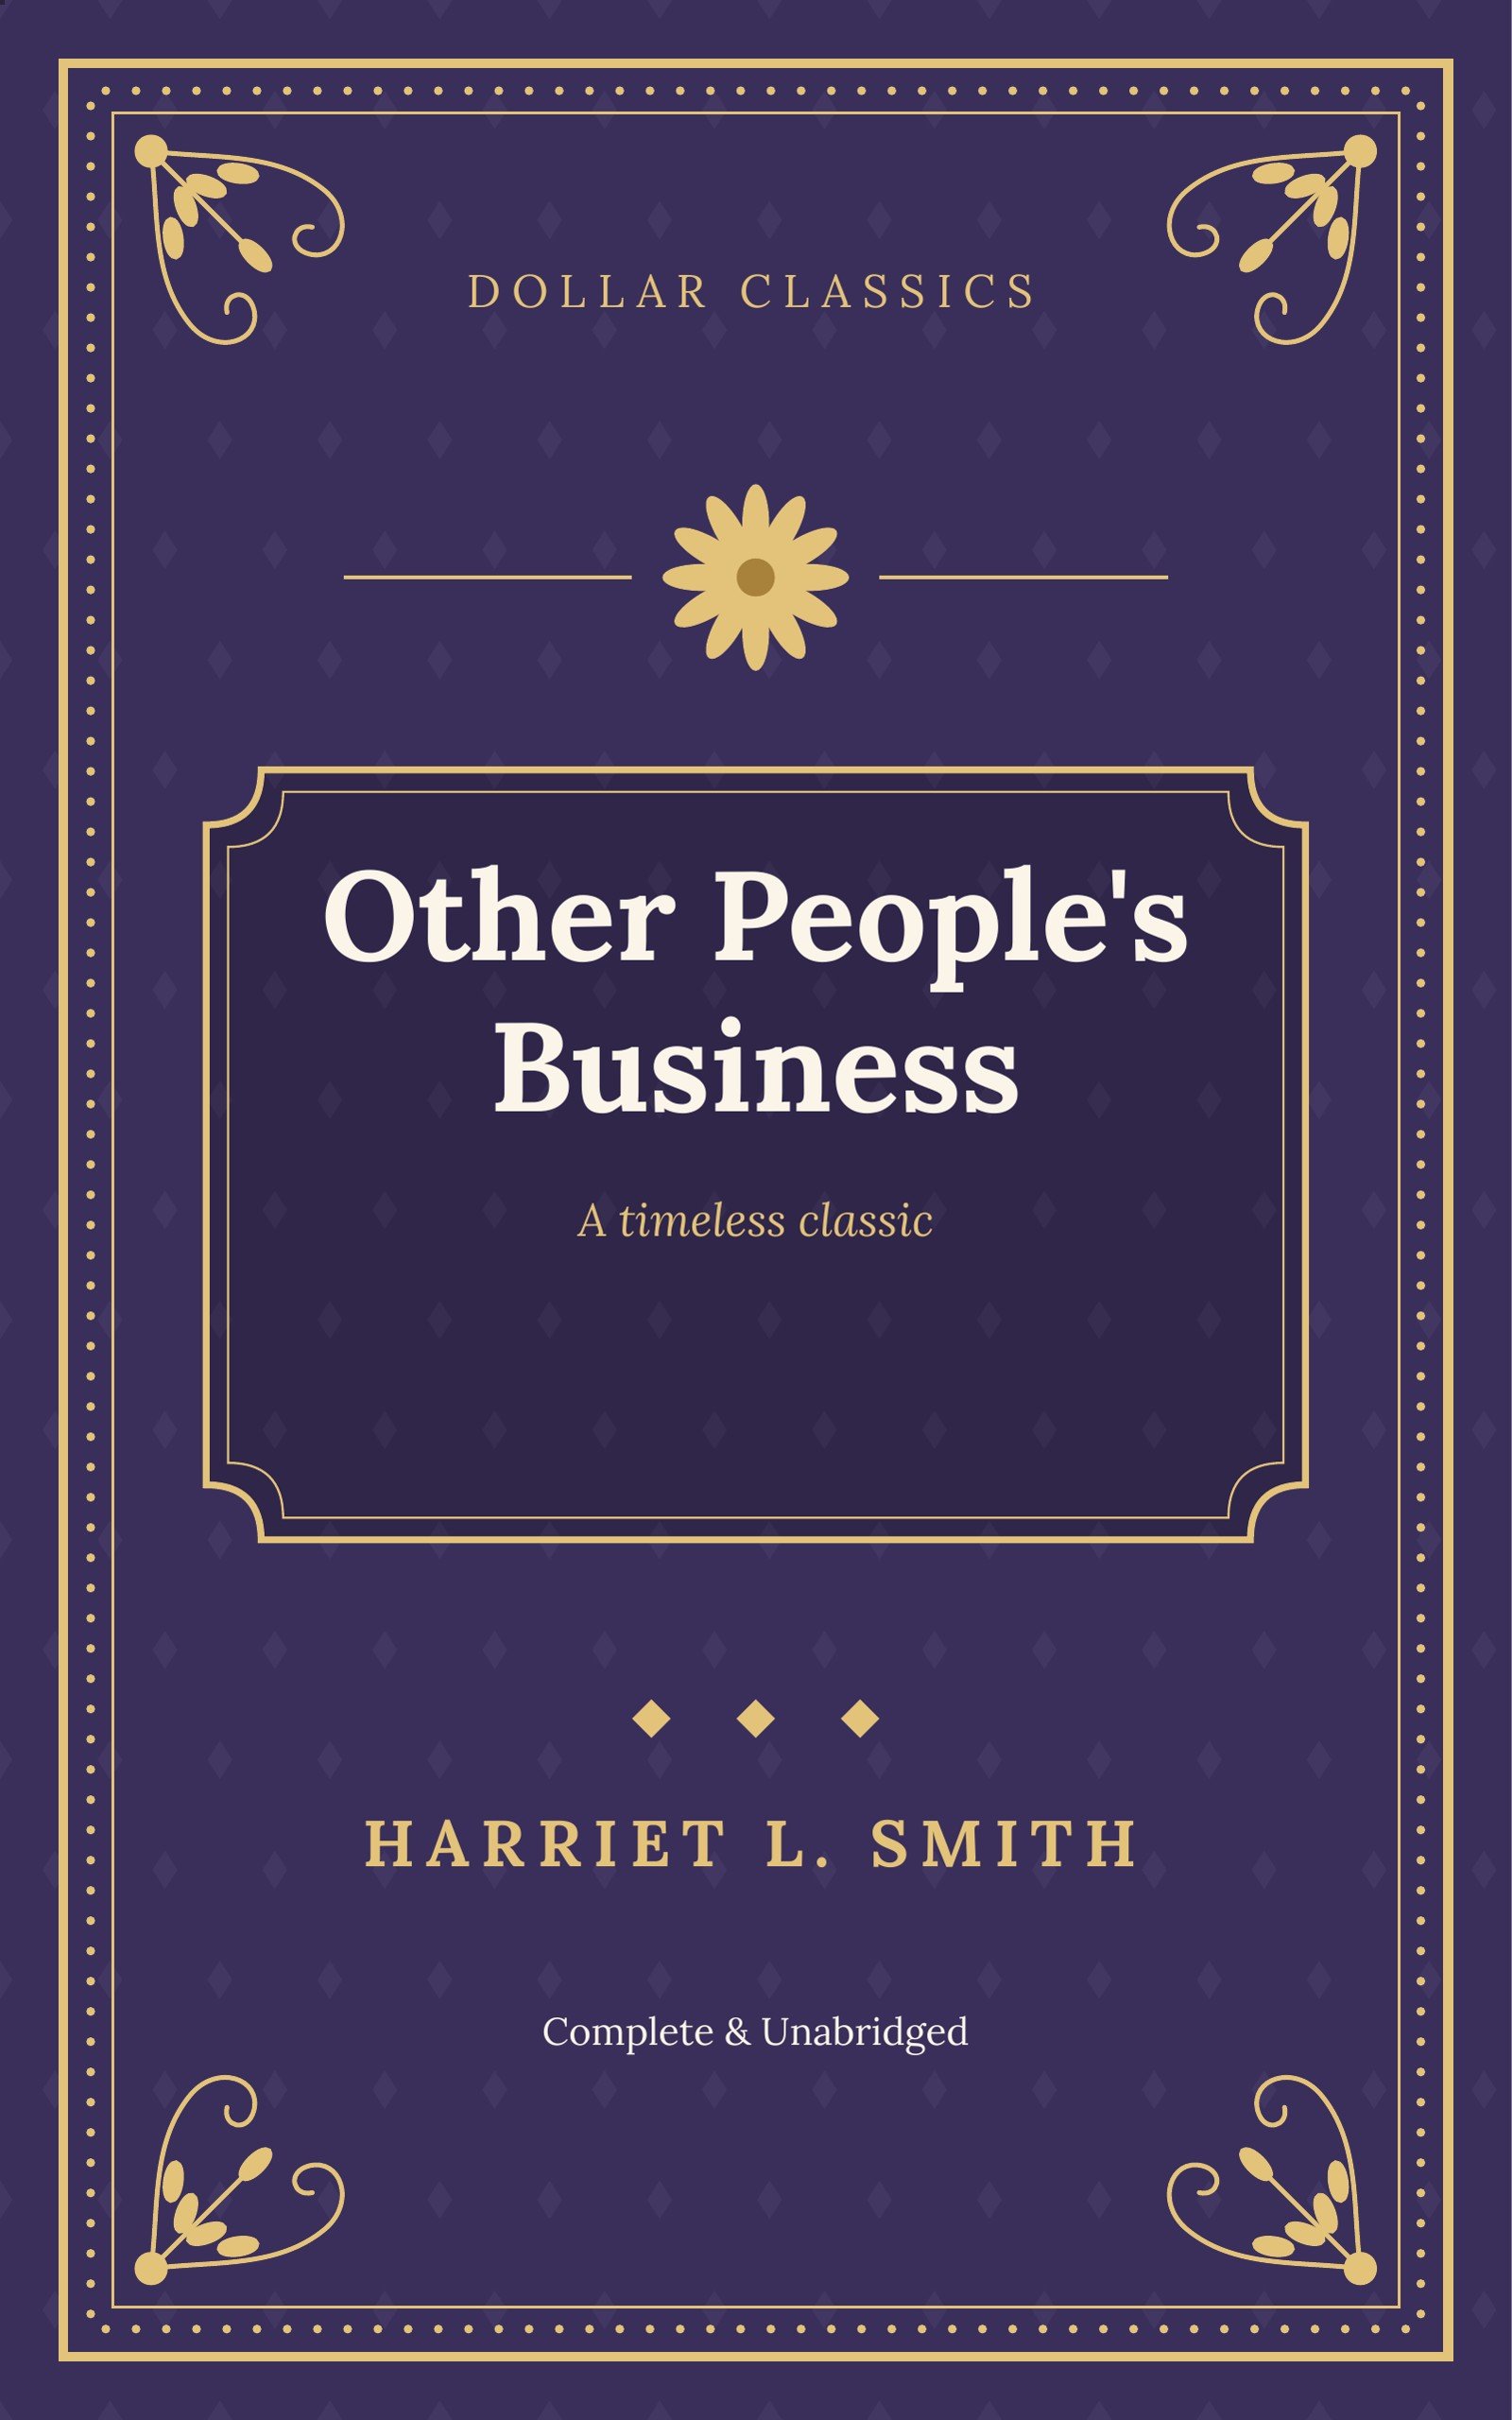 DOLLAR CLASSICS
Other People's
Business
A timeless classic
HARRIET L. SMITH
Complete & Unabridged